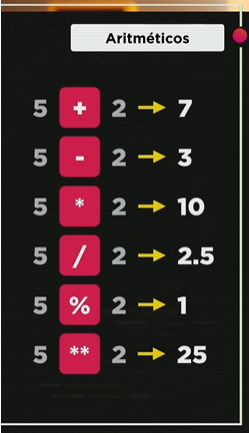 Aritméticos
5 + 2 → 7
5 - 2 → 3
5 * 2 → 10
5 / 2 → 2.5
5 % 2 → 1
5 ** 2 → 25